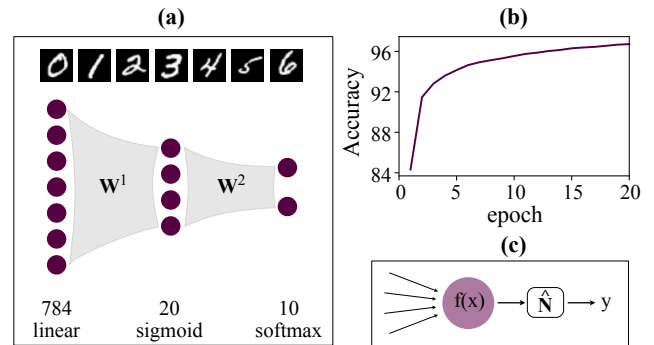 (a)
0 1 2 3 4 5 6
W¹ W²
784 20 10
linear sigmoid softmax
(b)
Accuracy
96
92
88
84
0 5 10 15 20
epoch
(c)
f(x) N̂ y